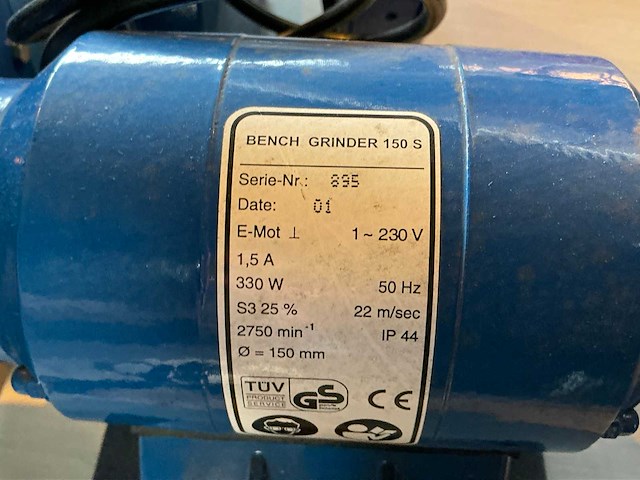 BENCH GRINDER 150 S
Serie-Nr.: 895
Date: 01
E-Mot ⊥ 1 ~ 230 V
1,5 A
330 W 50 Hz
S3 25 % 22 m/sec
2750 min⁻¹ IP 44
Ø = 150 mm
TÜV GS CE
PRODUCT
SERVICE